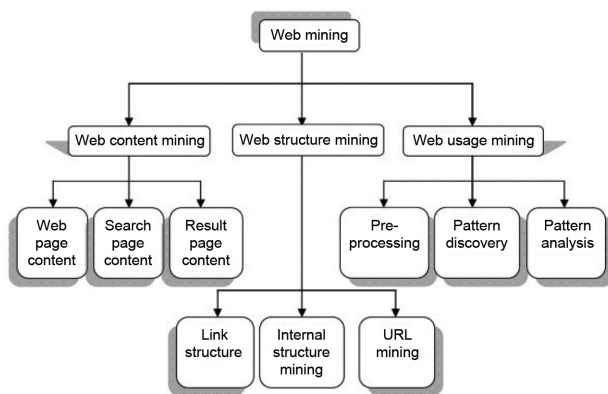 Web mining
Web content mining
Web structure mining
Web usage mining
Web
page
content
Search
page
content
Result
page
content
Pre-
processing
Pattern
discovery
Pattern
analysis
Link
structure
Internal
structure
mining
URL
mining